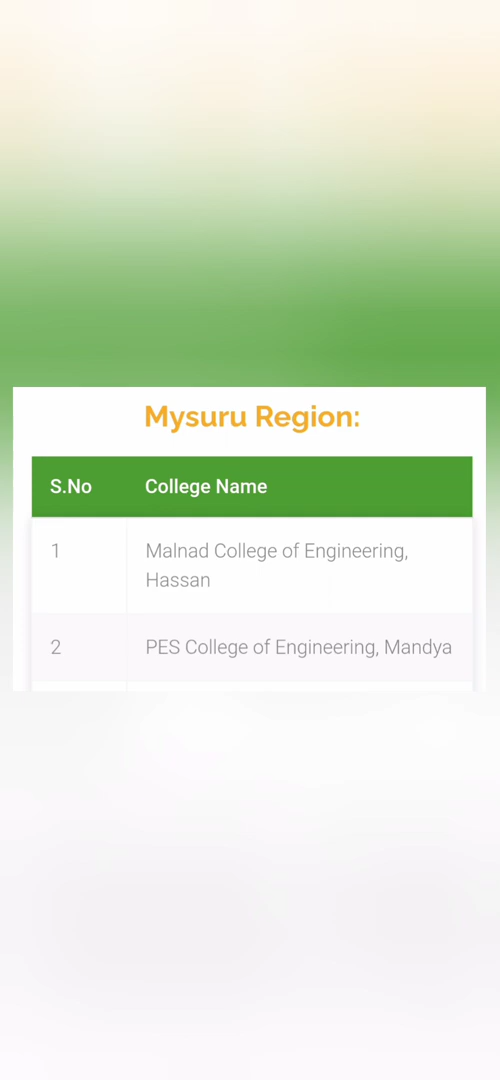 Mysuru Region:
S.No College Name
1 Malnad College of Engineering,
Hassan
2 PES College of Engineering, Mandya